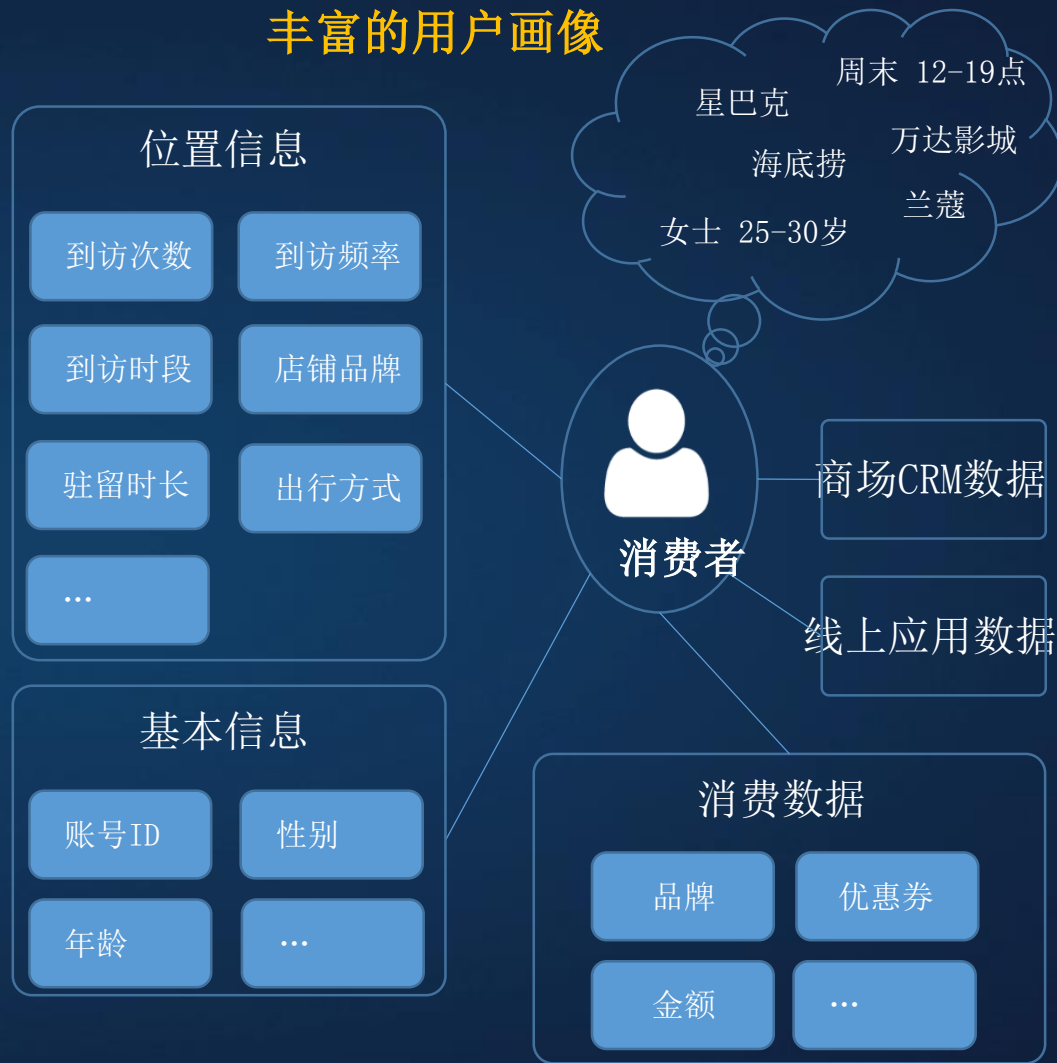 丰富的用户画像
周末 12-19点
星巴克
万达影城
海底捞
兰蔻
女士 25-30岁
位置信息
到访次数
到访频率
到访时段
店铺品牌
驻留时长
出行方式
…
消费者
商场CRM数据
线上应用数据
基本信息
账号ID
性别
年龄
…
消费数据
品牌
优惠券
金额
…